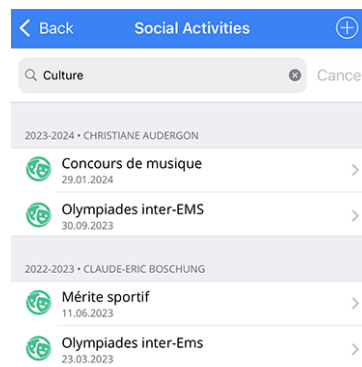 Back Social Activities
Culture Cance
2023-2024 • CHRISTIANE AUDERGON
Concours de musique
29.01.2024
Olympiades inter-EMS
30.09.2023
2022-2023 • CLAUDE-ERIC BOSCHUNG
Mérite sportif
11.06.2023
Olympiades inter-Ems
23.03.2023